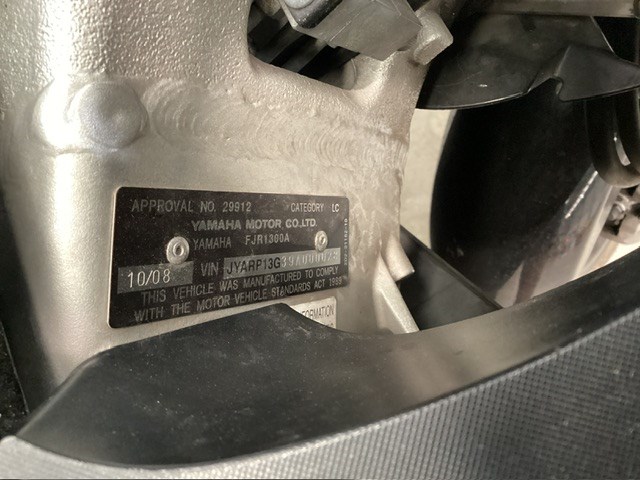 APPROVAL NO. 29912 CATEGORY LC
YAMAHA MOTOR CO.,LTD.
YAMAHA FJR1300A
10/08 VIN
THIS VEHICLE WAS MANUFACTURED TO COMPLY
WITH THE MOTOR VEHICLE STANDARDS ACT 1989